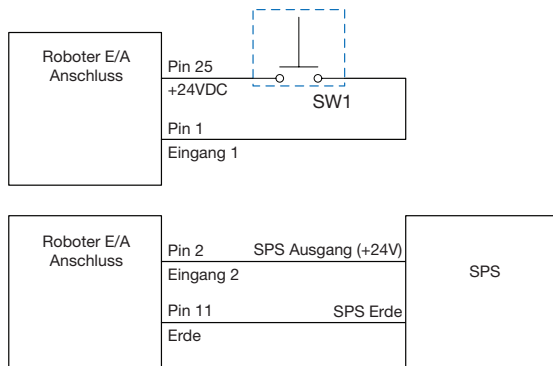 Roboter E/A
Anschluss
Pin 25
+24VDC
SW1
Pin 1
Eingang 1
Roboter E/A
Anschluss
Pin 2
SPS Ausgang (+24V)
Eingang 2
SPS
Pin 11
SPS Erde
Erde